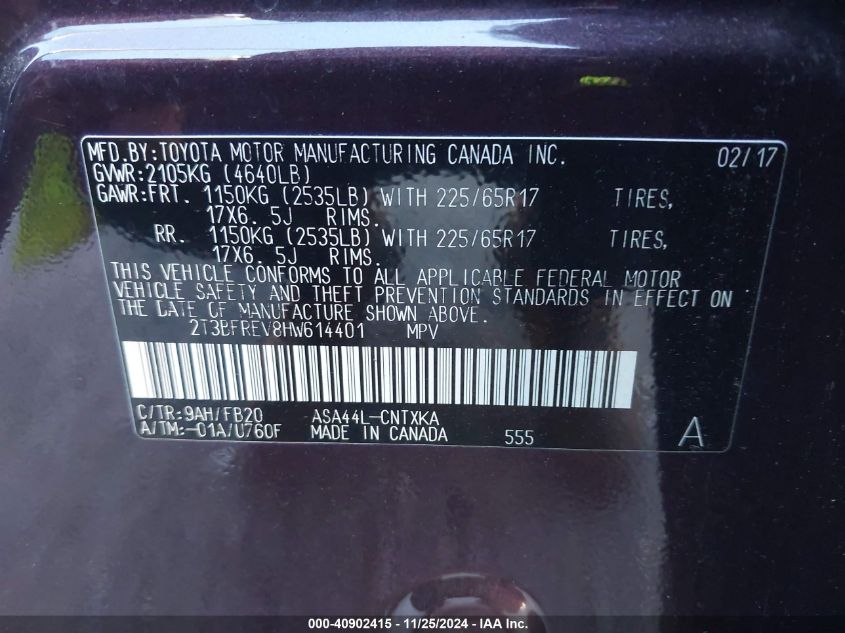 MFD.BY:TOYOTA MOTOR MANUFACTURING CANADA INC. 02/17
GVWR:2105KG (4640LB)
GAWR:FRT. 1150KG (2535LB) WITH 225/65R17 TIRES,
17X6. 5J RIMS.
RR. 1150KG (2535LB) WITH 225/65R17 TIRES,
17X6. 5J RIMS.
THIS VEHICLE CONFORMS TO ALL APPLICABLE FEDERAL MOTOR
VEHICLE SAFETY AND THEFT PREVENTION STANDARDS IN EFFECT ON
THE DATE OF MANUFACTURE SHOWN ABOVE.
2T3BFREV8HW614401 MPV
C/TR:9AH/FB20 ASA44L-CNTXKA
A/TM:-01A/U760F MADE IN CANADA 555 A
000-40902415 - 11/25/2024 - IAA Inc.